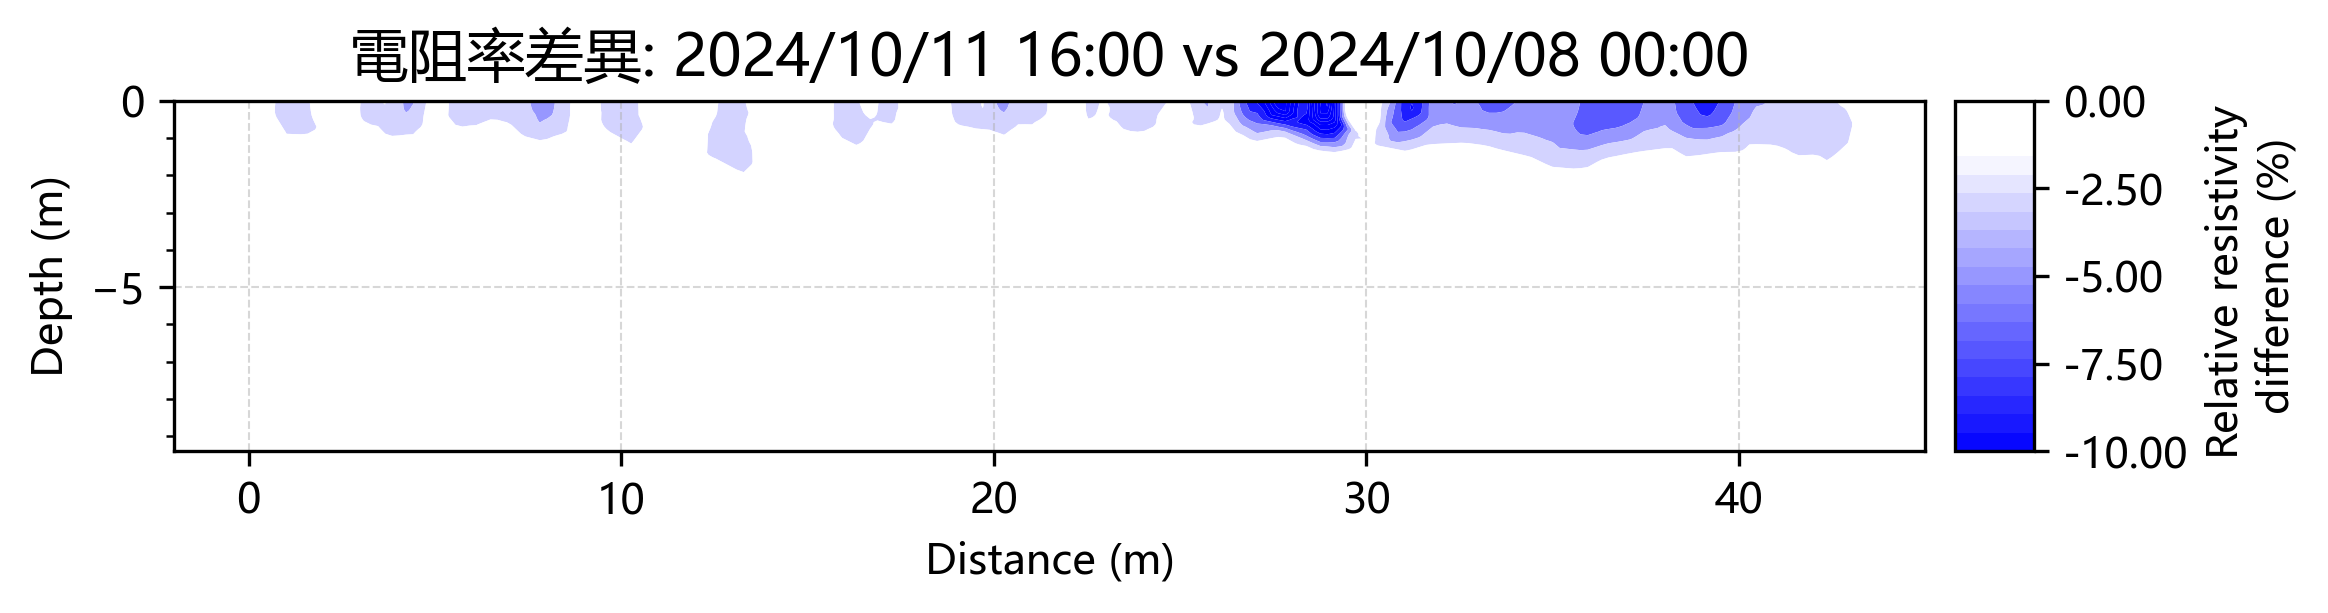 電阻率差異: 2024/10/11 16:00 vs 2024/10/08 00:00
0
−5
Depth (m)
0
10
20
30
40
Distance (m)
0.00
-2.50
-5.00
-7.50
-10.00
Relative resistivity
difference (%)